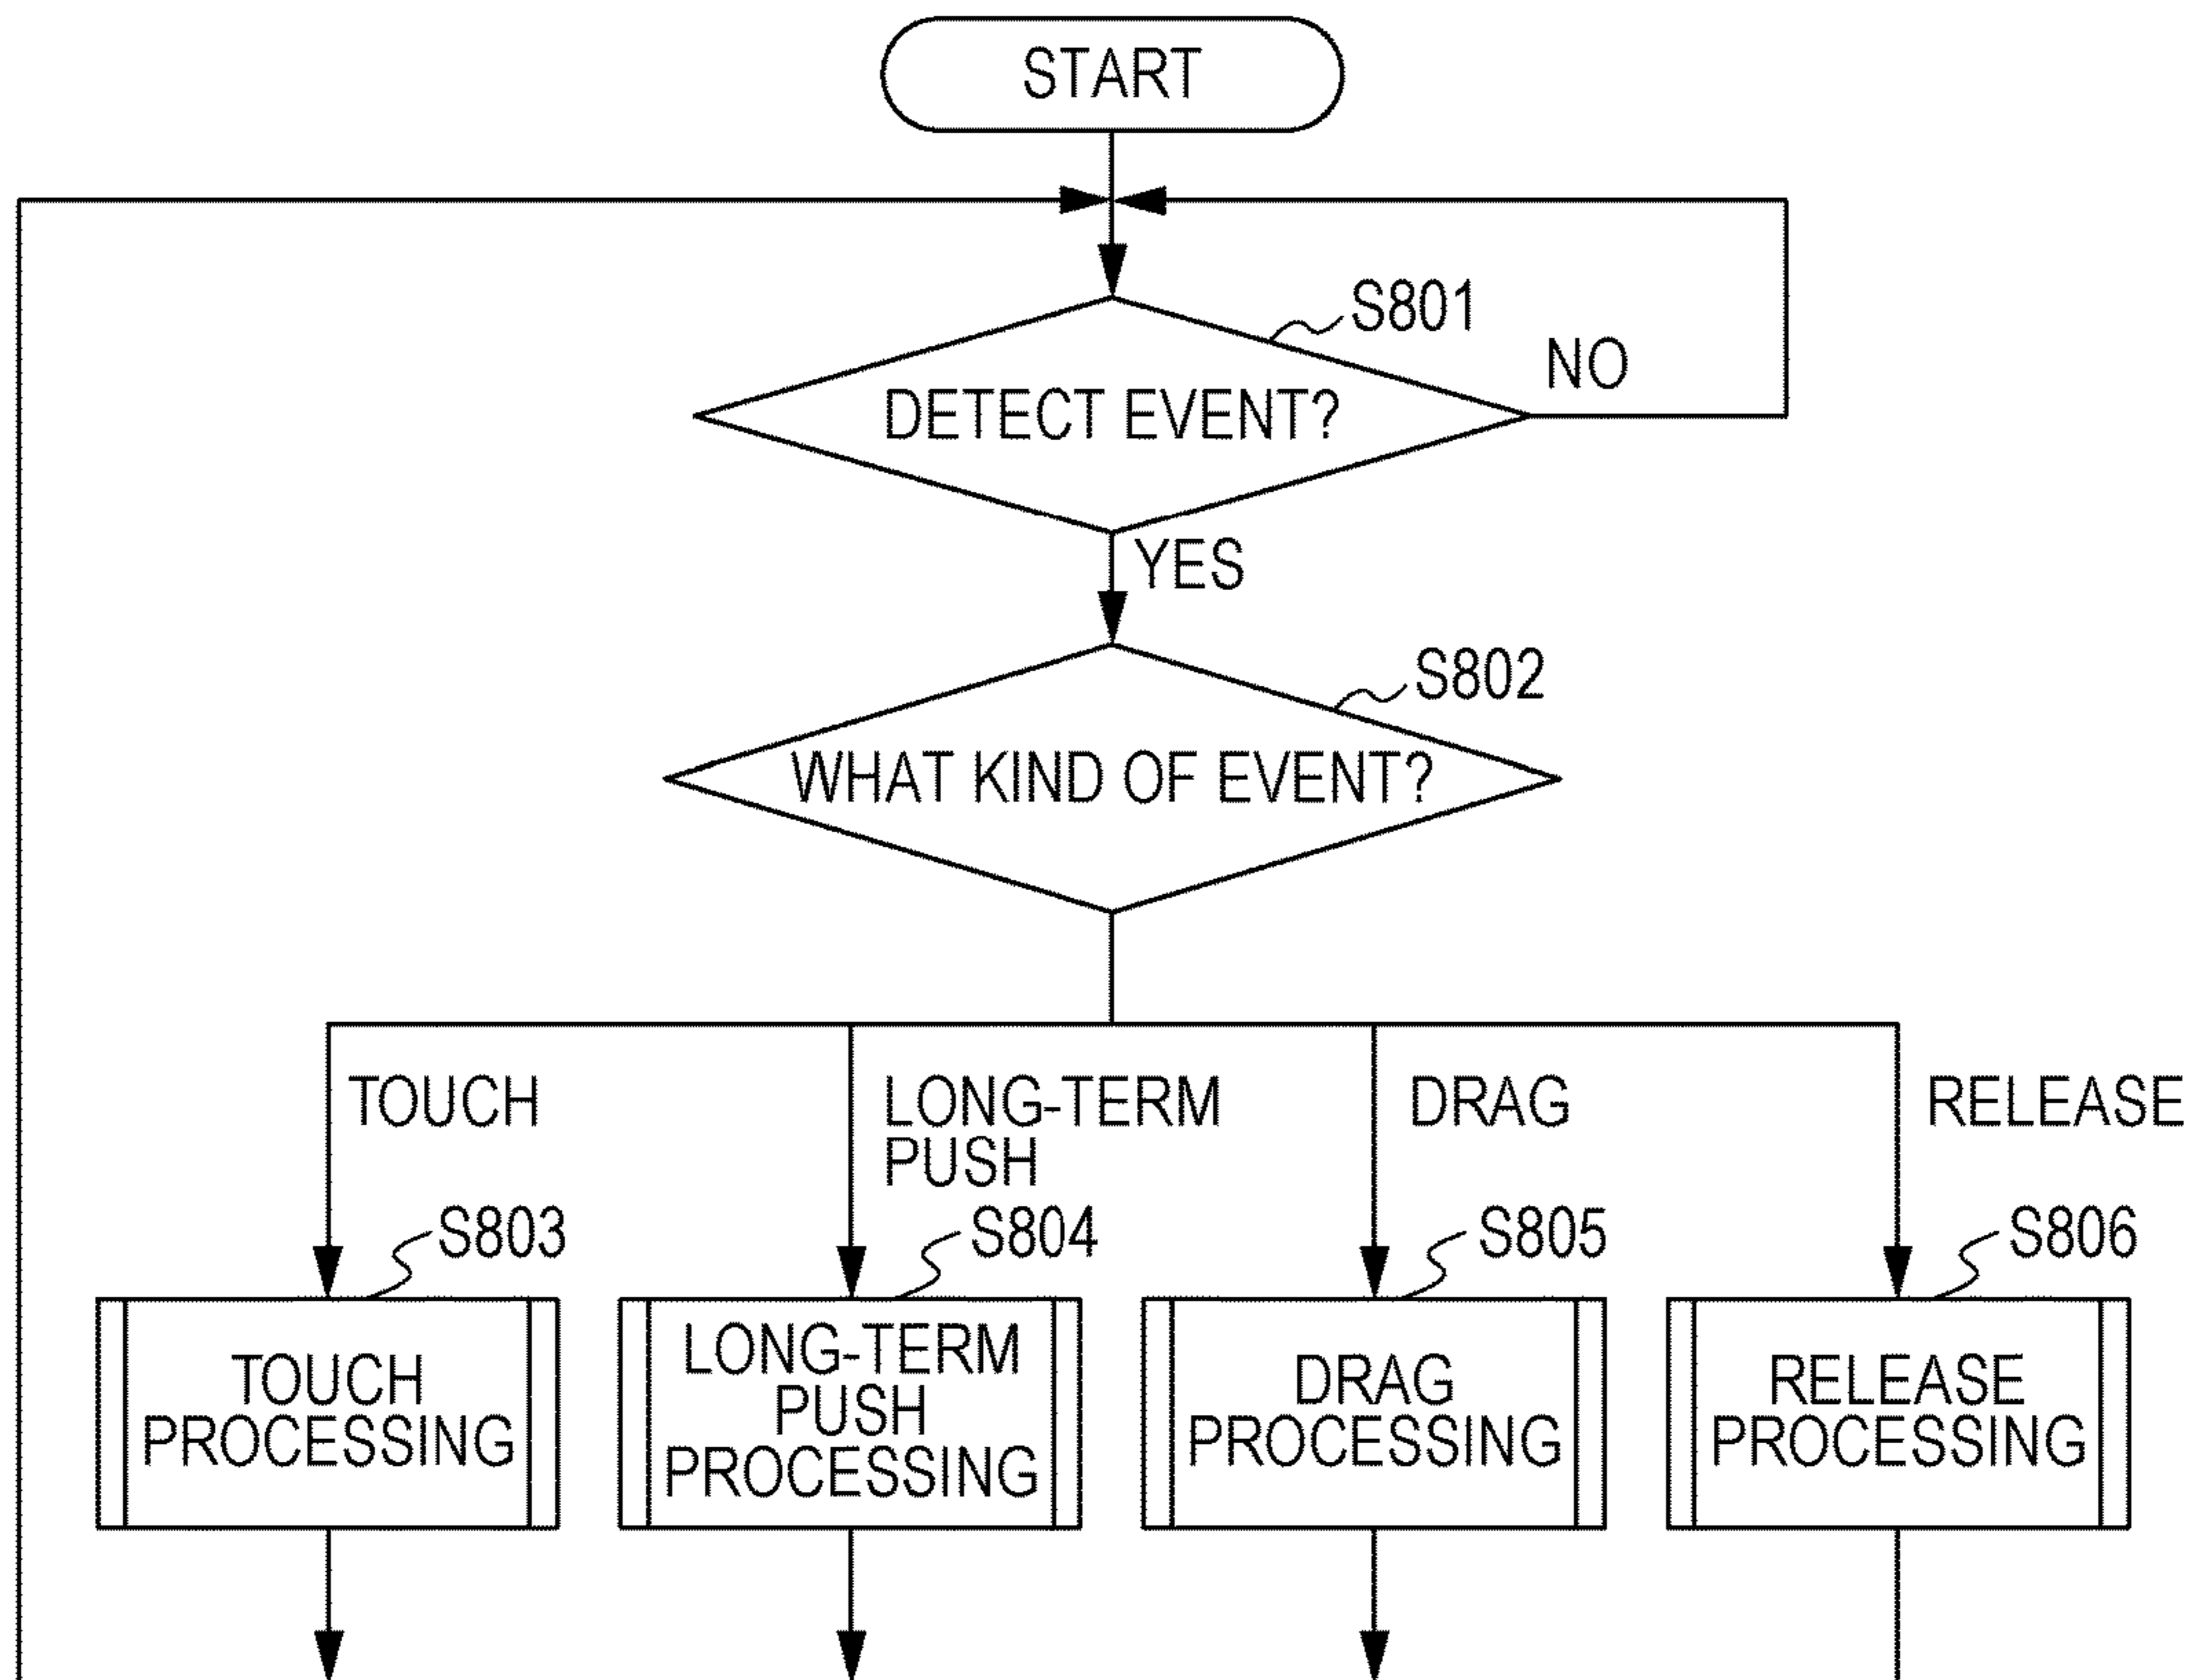 START
S801
DETECT EVENT?
NO
YES
S802
WHAT KIND OF EVENT?
TOUCH
LONG-TERM
PUSH
DRAG
RELEASE
S803
S804
S805
S806
TOUCH
PROCESSING
LONG-TERM
PUSH
PROCESSING
DRAG
PROCESSING
RELEASE
PROCESSING